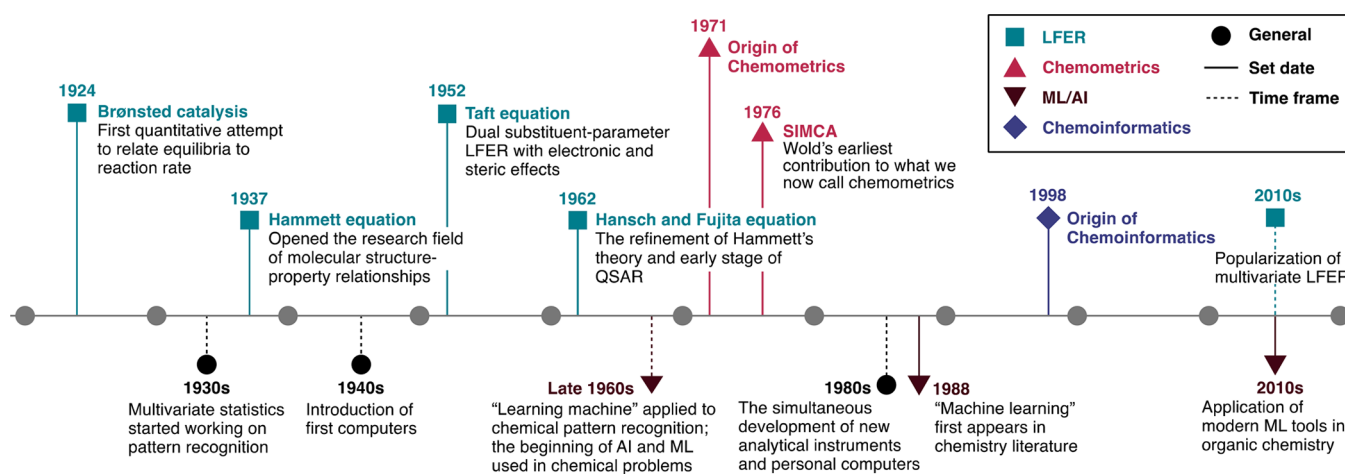 1924
Brønsted catalysis
First quantitative attempt
to relate equilibria to
reaction rate
1937
Hammett equation
Opened the research field
of molecular structure-
property relationships
1952
Taft equation
Dual substituent-parameter
LFER with electronic and
steric effects
1962
Hansch and Fujita equation
The refinement of Hammett's
theory and early stage of
QSAR
1971
Origin of
Chemometrics
1976
SIMCA
Wold's earliest
contribution to what we
now call chemometrics
1998
Origin of
Chemoinformatics
2010s
Popularization of
multivariate LFER
LFER
Chemometrics
ML/AI
Chemoinformatics
General
Set date
Time frame
1930s
Multivariate statistics
started working on
pattern recognition
1940s
Introduction of
first computers
Late 1960s
“Learning machine” applied to
chemical pattern recognition;
the beginning of AI and ML
used in chemical problems
1980s
The simultaneous
development of new
analytical instruments
and personal computers
1988
“Machine learning”
first appears in
chemistry literature
2010s
Application of
modern ML tools in
organic chemistry